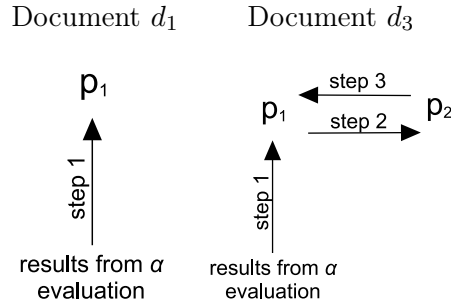 Document d₁
p₁
step 1
results from α
evaluation
Document d₃
step 3
p₁
p₂
step 2
step 1
results from α
evaluation